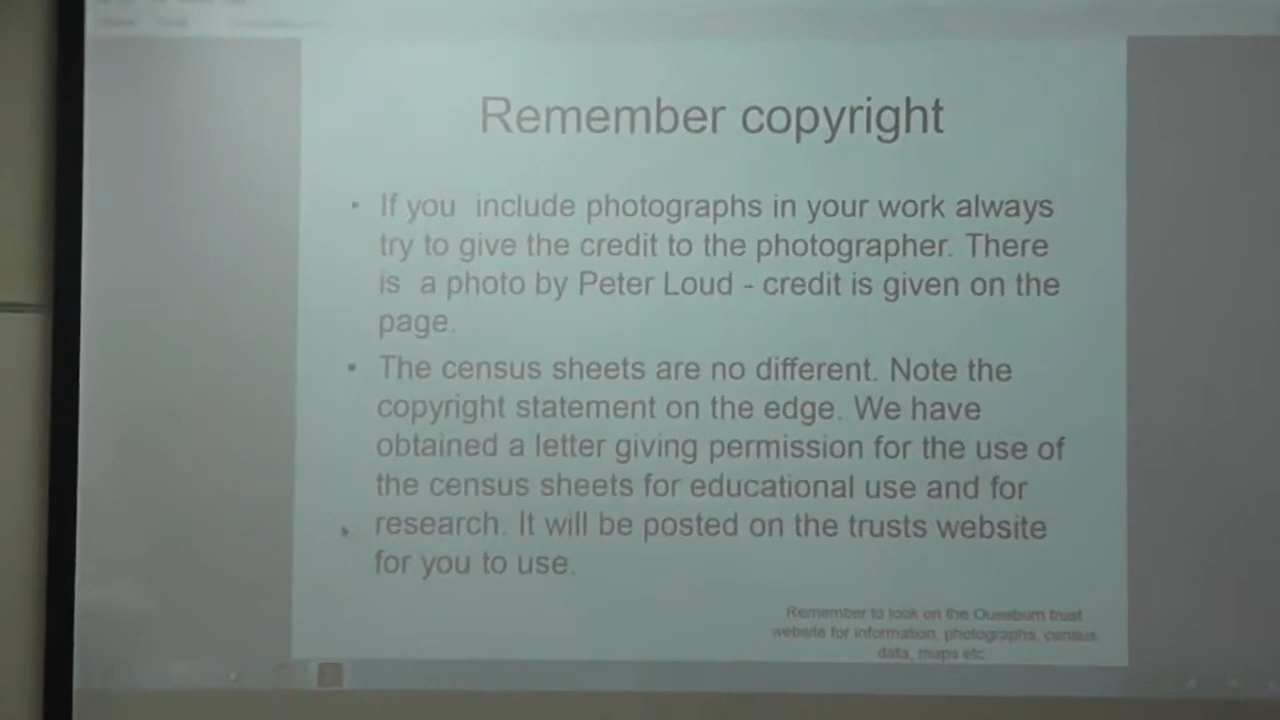 Remember copyright
• If you include photographs in your work always
try to give the credit to the photographer. There
is a photo by Peter Loud - credit is given on the
page.
• The census sheets are no different. Note the
copyright statement on the edge. We have
obtained a letter giving permission for the use of
the census sheets for educational use and for
research. It will be posted on the trusts website
for you to use.
Remember to look on the Ouseburn trust
website for information, photographs, census
data, maps etc